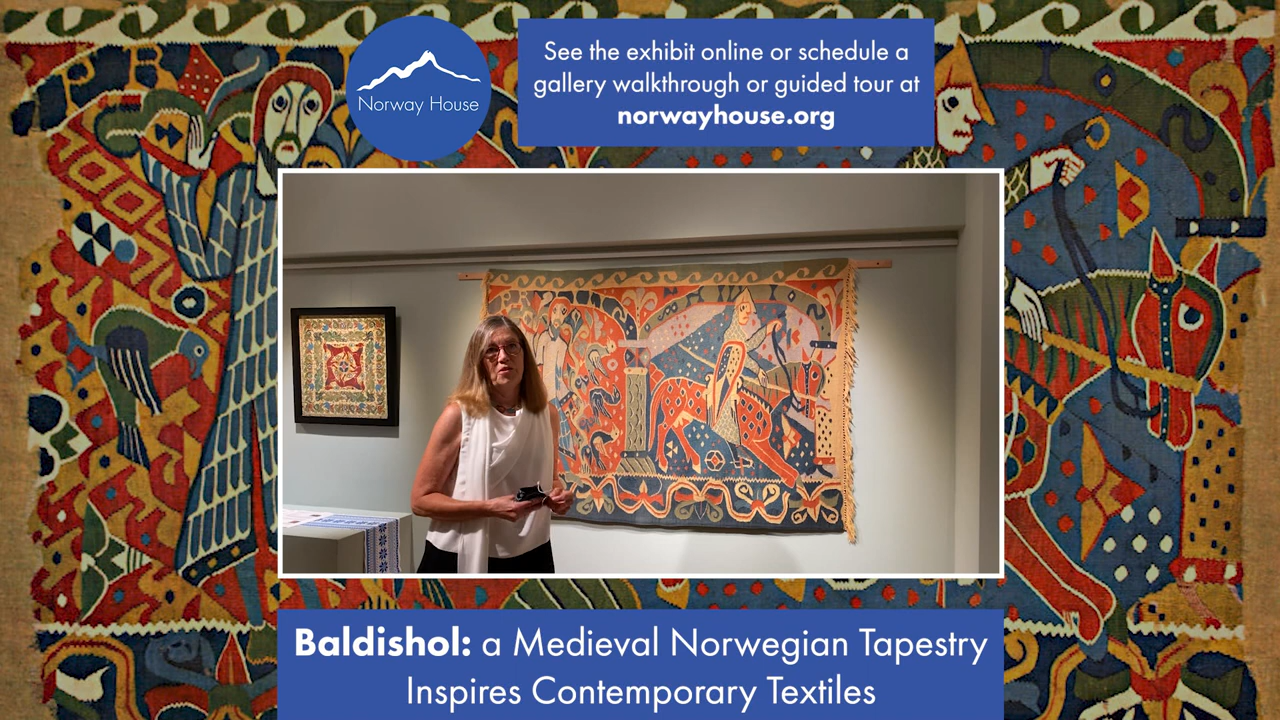 Norway House
See the exhibit online or schedule a
gallery walkthrough or guided tour at
norwayhouse.org
Baldishol: a Medieval Norwegian Tapestry
Inspires Contemporary Textiles